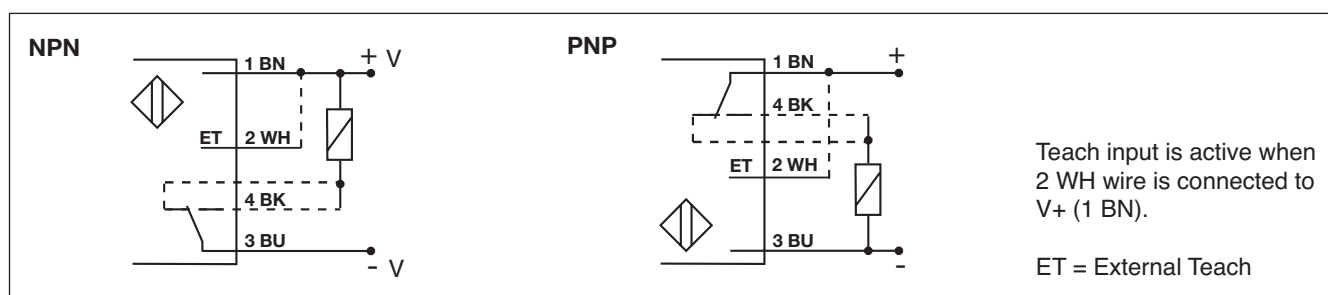 NPN
+ V
1 BN
ET 2 WH
4 BK
3 BU
- V
PNP
+
1 BN
4 BK
ET 2 WH
3 BU
-
Teach input is active when
2 WH wire is connected to
V+ (1 BN).
ET = External Teach